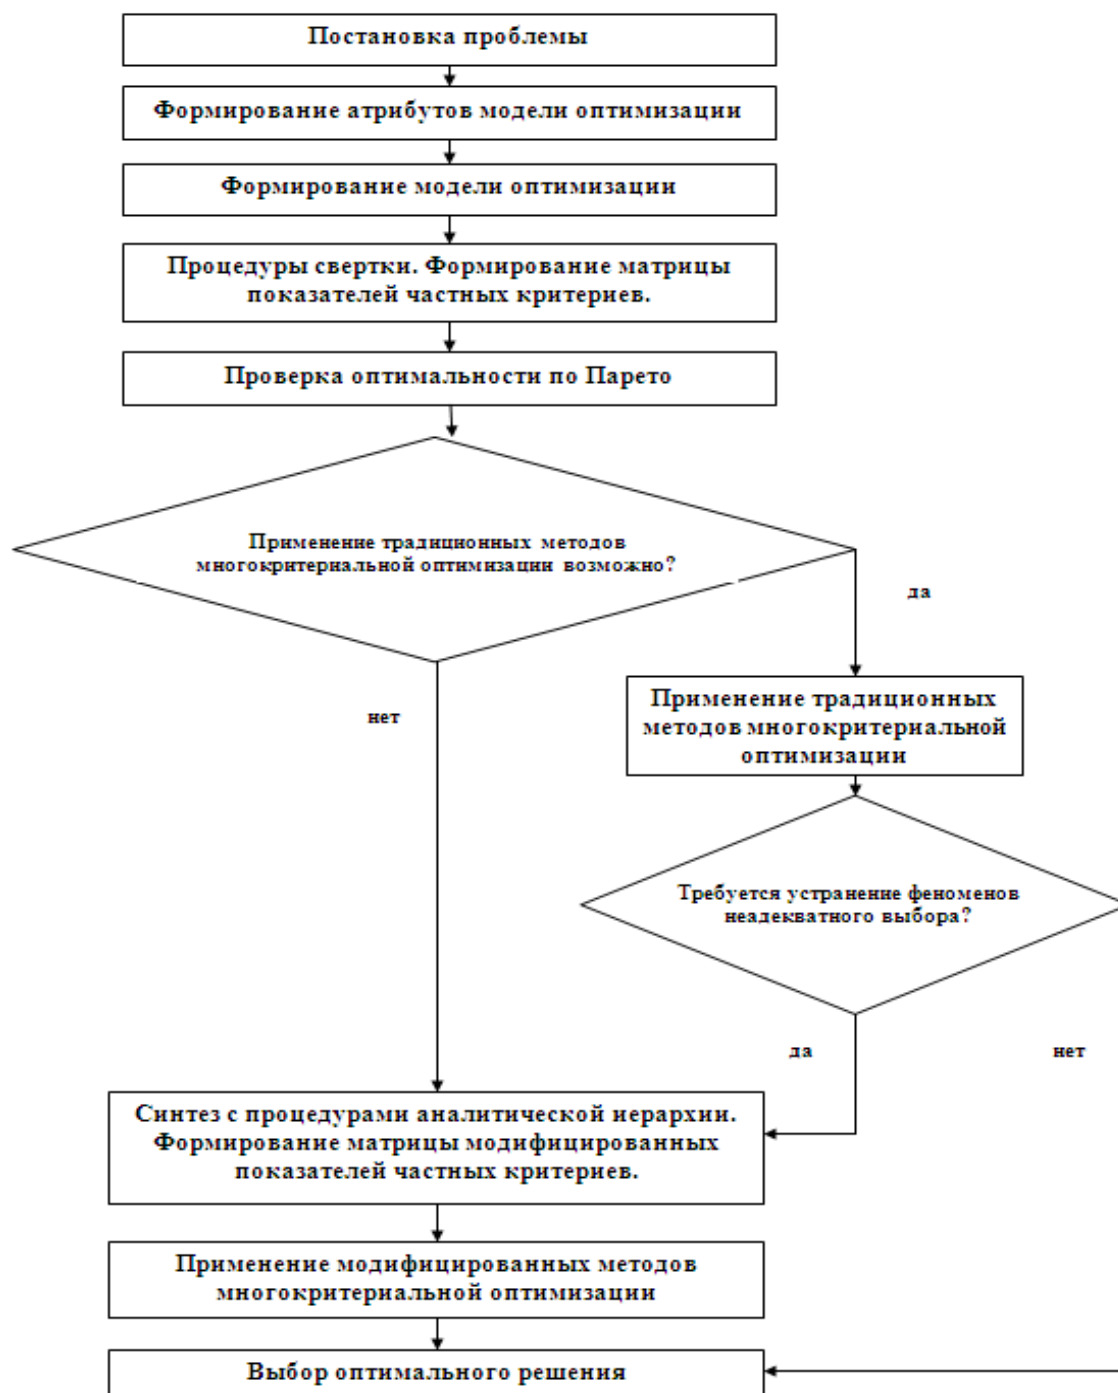 Постановка проблемы
Формирование атрибутов модели оптимизации
Формирование модели оптимизации
Процедуры свертки. Формирование матрицы
показателей частных критериев.
Проверка оптимальности по Парето
Применение традиционных методов
многокритериальной оптимизации возможно?
да
нет
Применение традиционных
методов многокритериальной
оптимизации
Требуется устранение феноменов
неадекватного выбора?
да
нет
Синтез с процедурами аналитической иерархии.
Формирование матрицы модифицированных
показателей частных критериев.
Применение модифицированных методов
многокритериальной оптимизации
Выбор оптимального решения